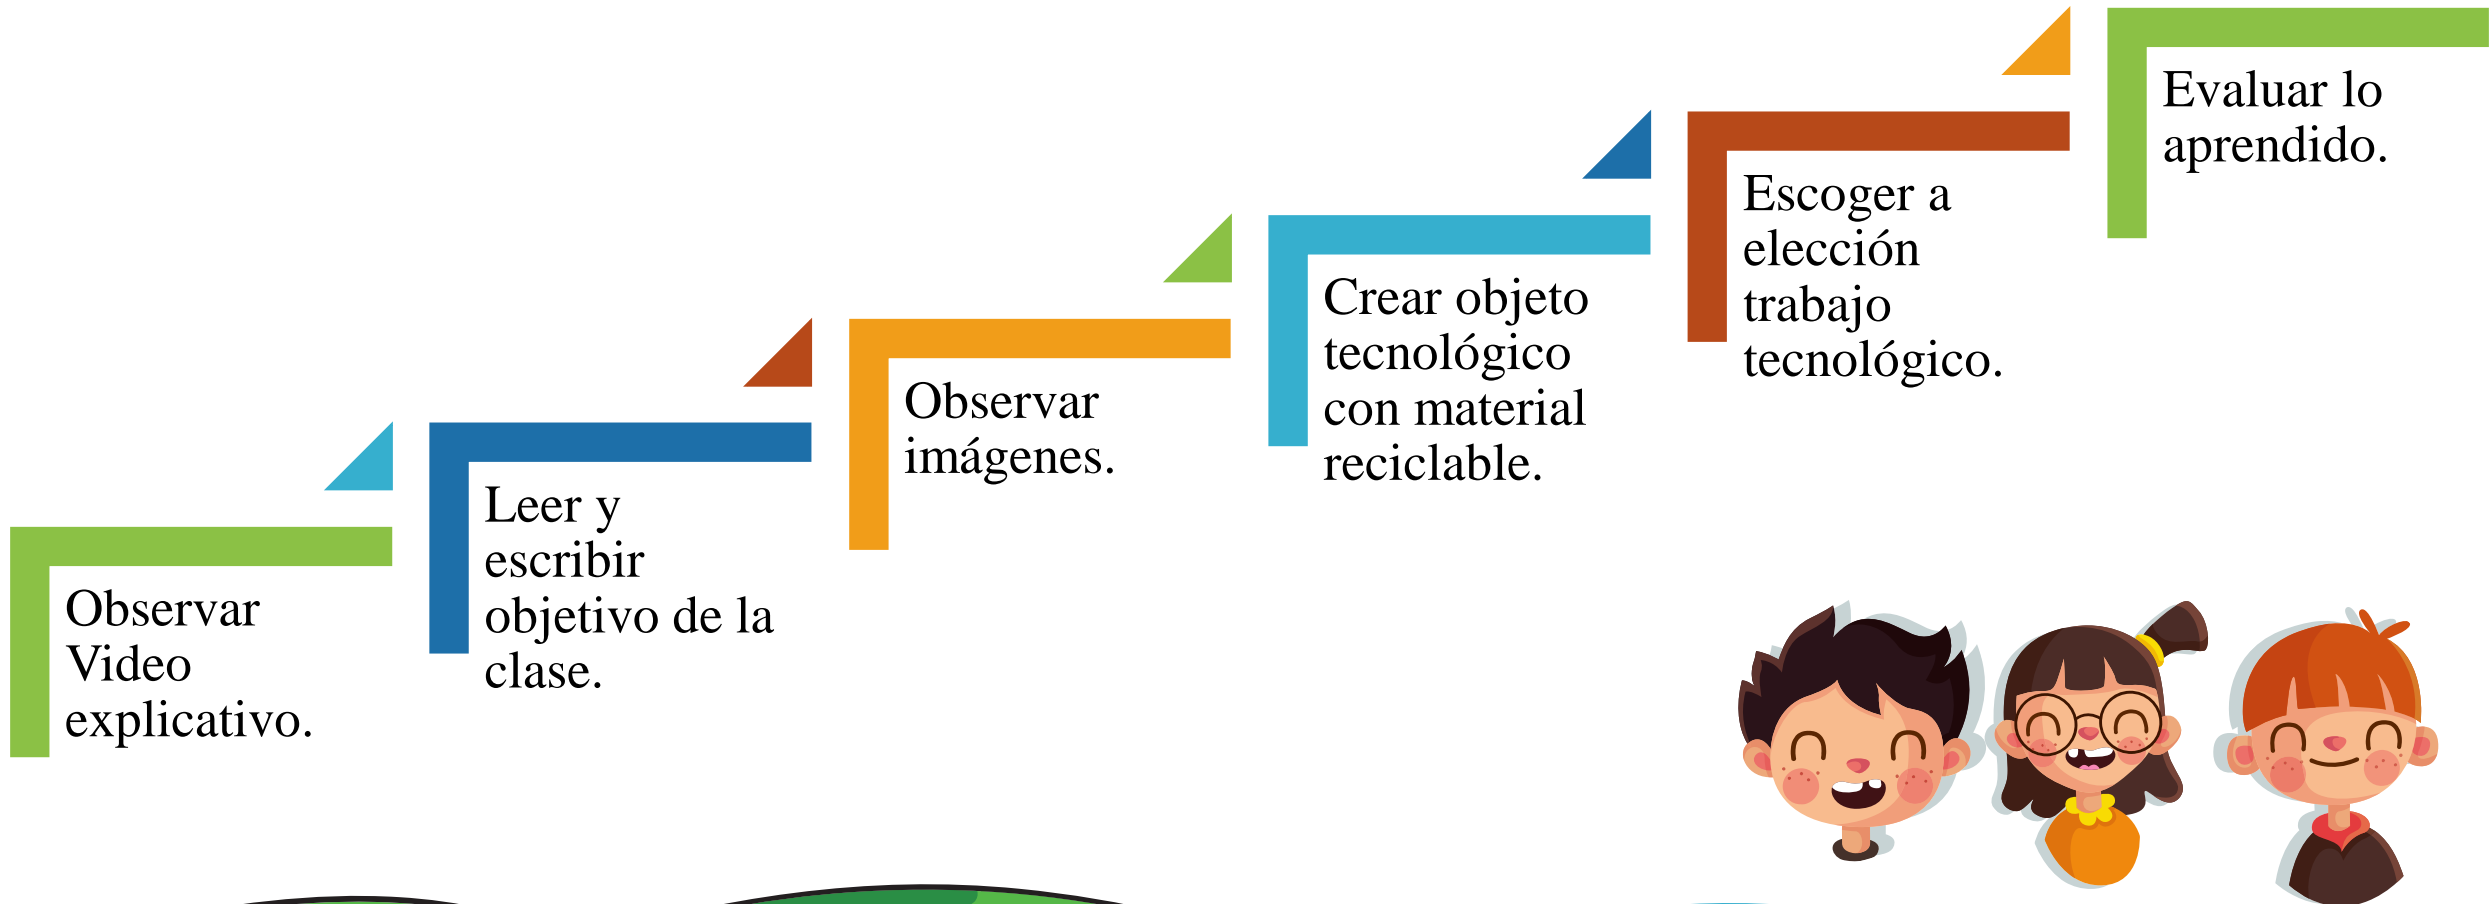 Observar
Video
explicativo.
Leer y
escribir
objetivo de la
clase.
Observar
imágenes.
Crear objeto
tecnológico
con material
reciclable.
Escoger a
elección
trabajo
tecnológico.
Evaluar lo
aprendido.